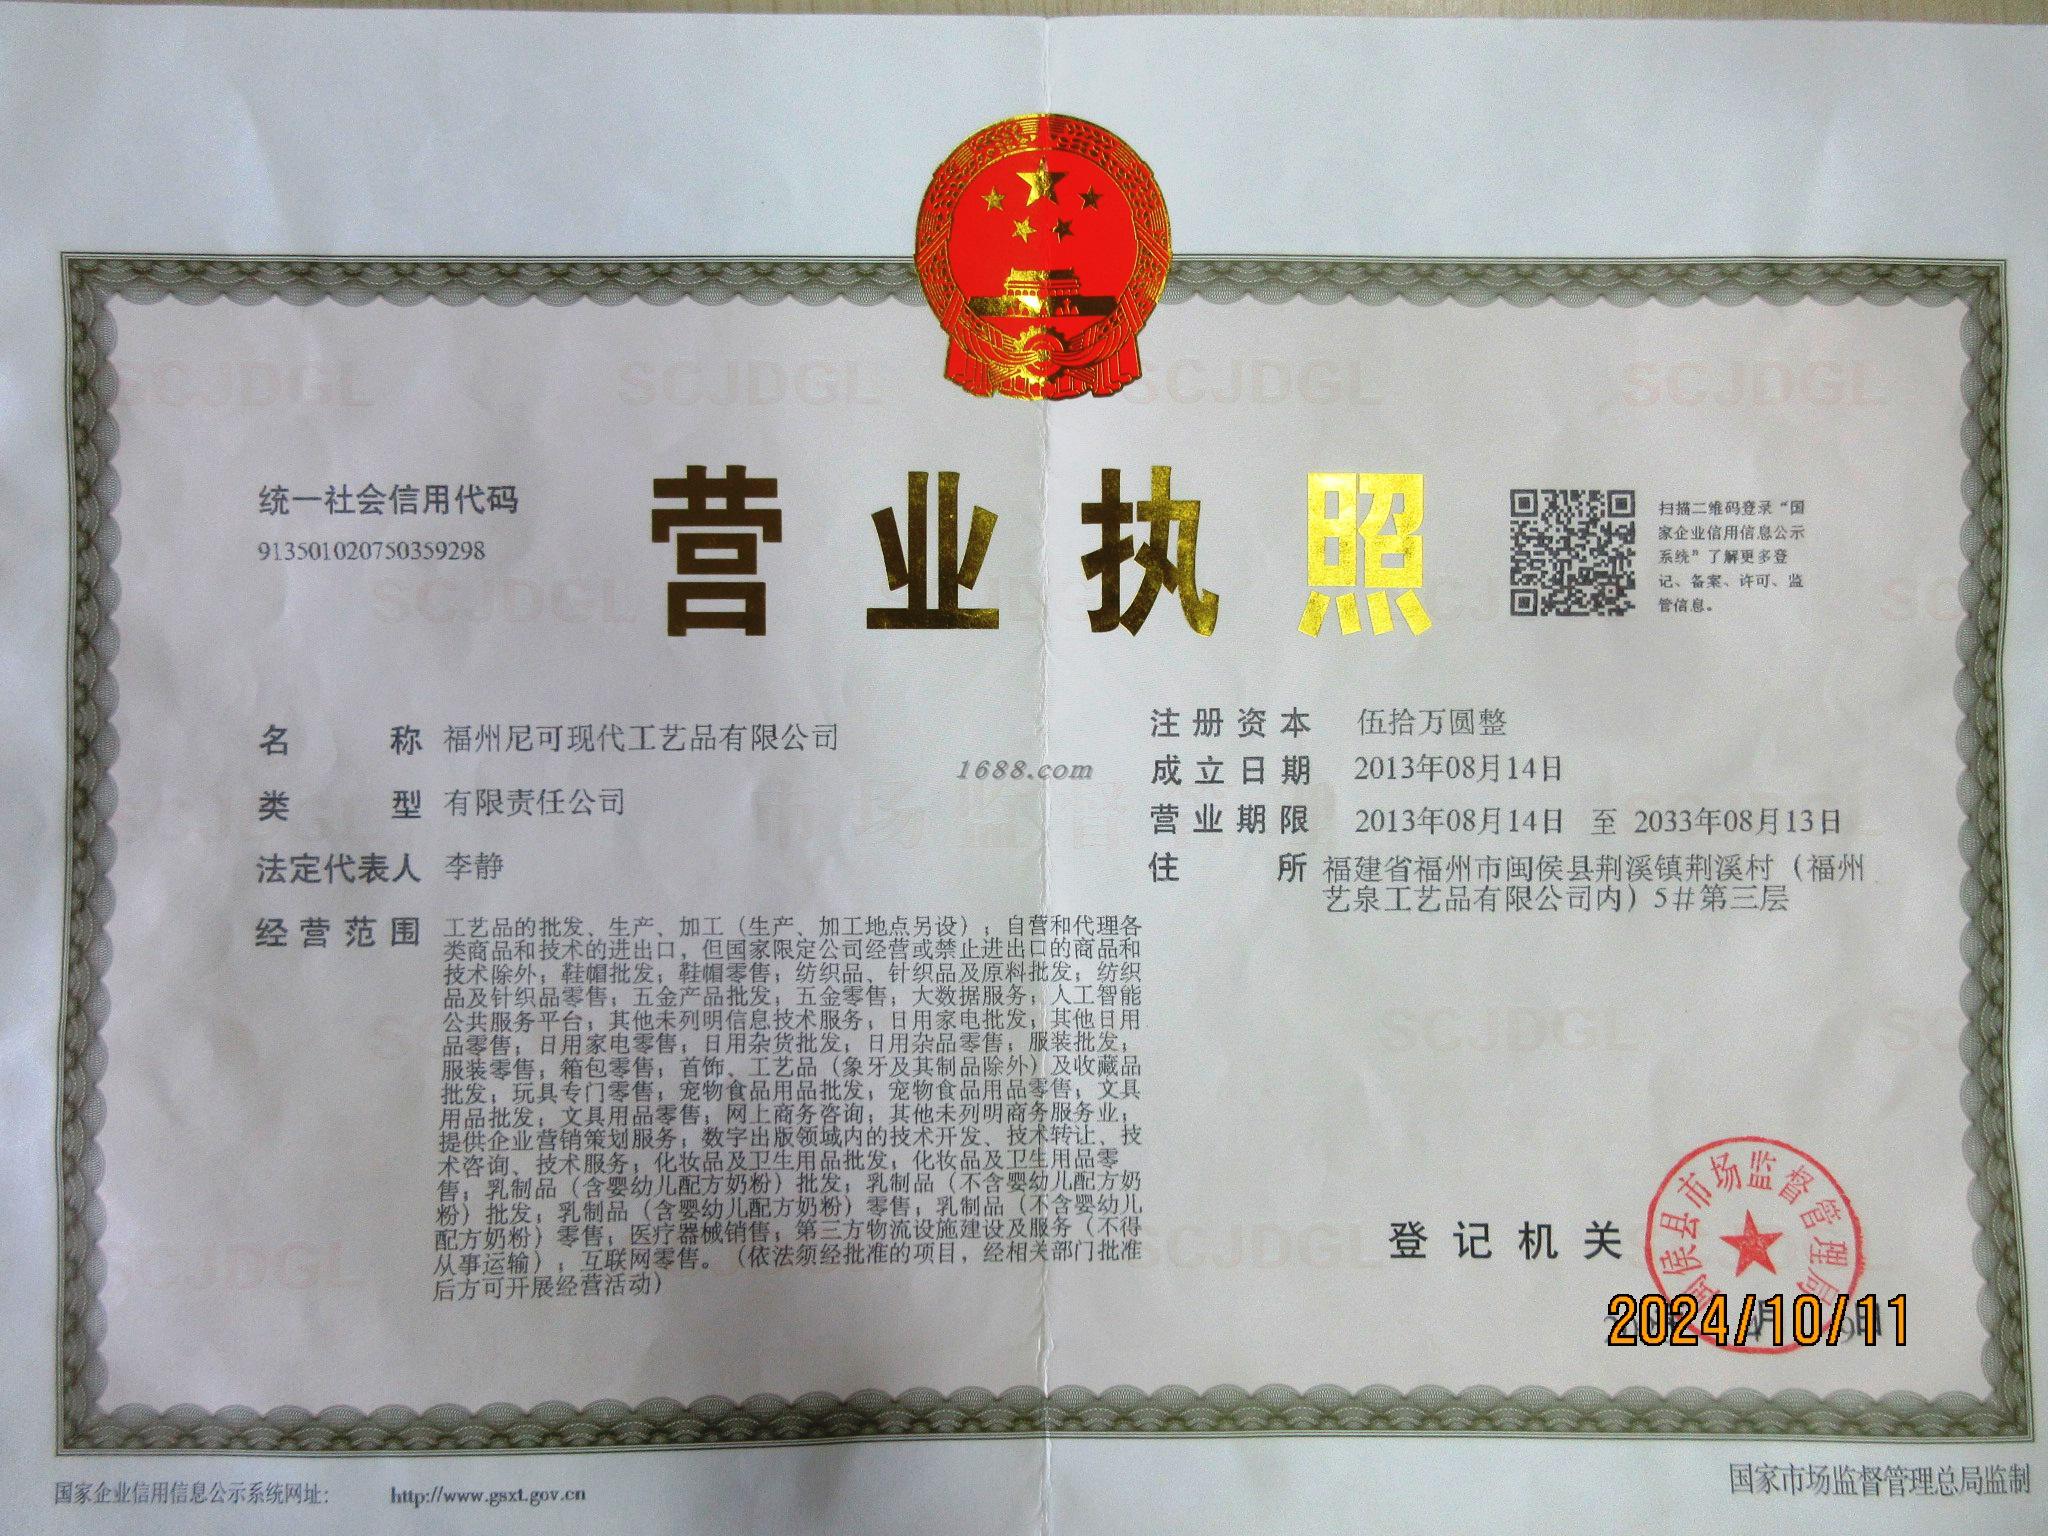 营业执照
统一社会信用代码
913501020750359298
扫描二维码登录“国
家企业信用信息公示
系统”了解更多登
记、备案、许可、监
管信息。
名称 福州尼可现代工艺品有限公司
类型 有限责任公司
法定代表人 李静
经营范围 工艺品的批发、生产、加工（生产、加工地点另设）；自营和代理各
类商品和技术的进出口，但国家限定公司经营或禁止进出口的商品和
技术除外；鞋帽批发；鞋帽零售；纺织品、针织品及原料批发；纺织
品及针织品零售；五金产品批发；五金零售；大数据服务；人工智能
公共服务平台；其他未列明信息技术服务；日用家电批发；其他日用
品零售；日用家电零售；日用杂货批发；日用杂品零售；服装批发；
服装零售；箱包零售；首饰、工艺品（象牙及其制品除外）及收藏品
批发；玩具专门零售；宠物食品用品批发；宠物食品用品零售；文具
用品批发；文具用品零售；网上商务咨询；其他未列明商务服务业；
提供企业营销策划服务；数字出版领域内的技术开发、技术转让、技
术咨询、技术服务；化妆品及卫生用品批发；化妆品及卫生用品零
售；乳制品（含婴幼儿配方奶粉）批发；乳制品（不含婴幼儿配方奶
粉）批发；乳制品（含婴幼儿配方奶粉）零售；乳制品（不含婴幼儿
配方奶粉）零售；医疗器械销售；第三方物流设施建设及服务（不得
从事运输）；互联网零售。（依法须经批准的项目，经相关部门批准
后方可开展经营活动）
1688.com
注册资本 伍拾万圆整
成立日期 2013年08月14日
营业期限 2013年08月14日 至 2033年08月13日
住所 福建省福州市闽侯县荆溪镇荆溪村（福州
艺泉工艺品有限公司内）5#第三层
登记机关
闽侯县市场监督管理局
2024/10/11
国家企业信用信息公示系统网址： http://www.gsxt.gov.cn
国家市场监督管理总局监制